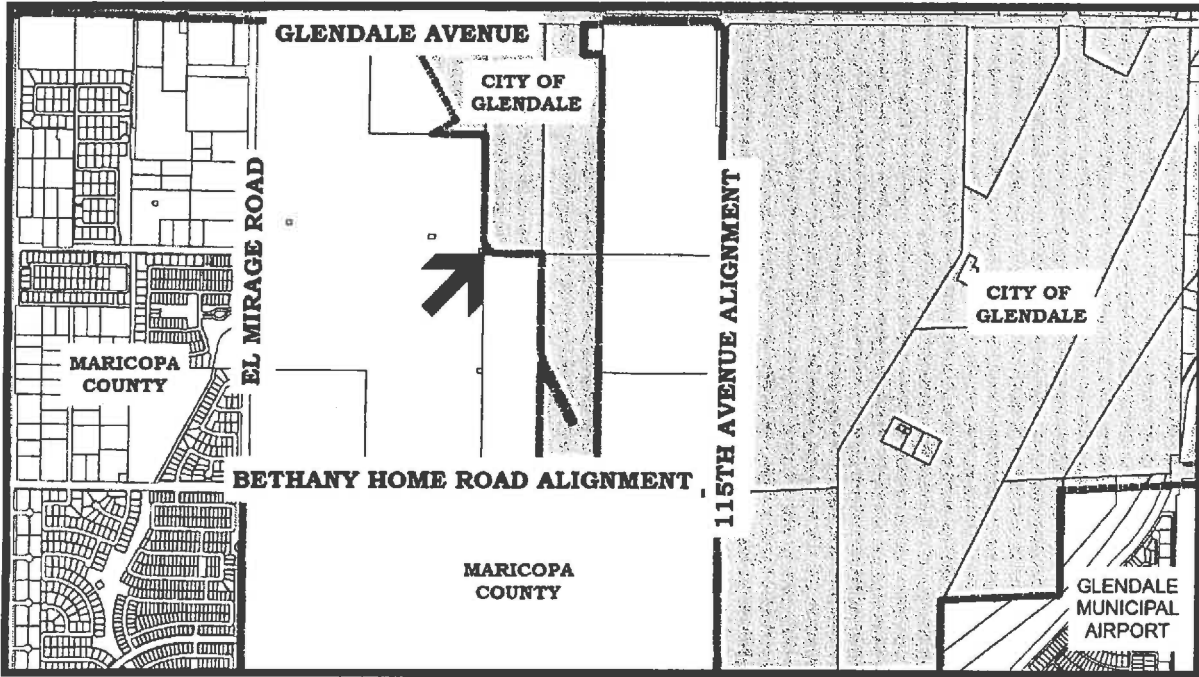 GLENDALE AVENUE
CITY OF
GLENDALE
EL MIRAGE ROAD
115TH AVENUE ALIGNMENT
CITY OF
GLENDALE
MARICOPA
COUNTY
BETHANY HOME ROAD ALIGNMENT
MARICOPA
COUNTY
GLENDALE
MUNICIPAL
AIRPORT